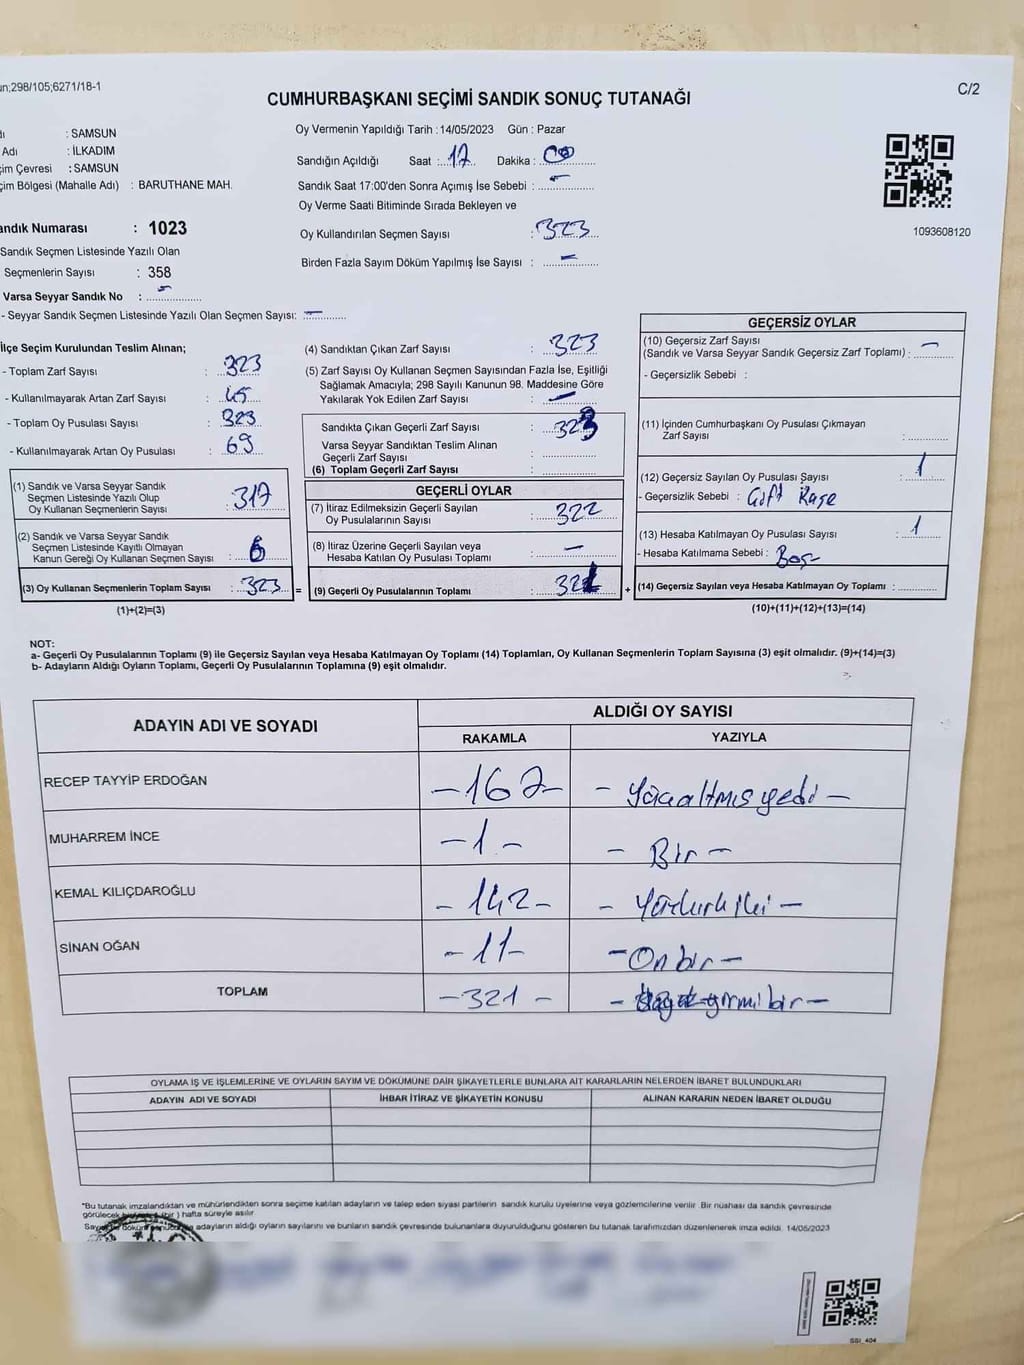 un;298/105;6271/18-1
C/2
CUMHURBAŞKANI SEÇİMİ SANDIK SONUÇ TUTANAĞI
: SAMSUN
Adı : İLKADIM
çim Çevresi : SAMSUN
çim Bölgesi (Mahalle Adı) : BARUTHANE MAH.
andık Numarası : 1023
Sandık Seçmen Listesinde Yazılı Olan
Seçmenlerin Sayısı : 358
Varsa Seyyar Sandık No : -
- Seyyar Sandık Seçmen Listesinde Yazılı Olan Seçmen Sayısı: -
Oy Vermenin Yapıldığı Tarih : 14/05/2023 Gün : Pazar
Sandığın Açıldığı Saat : 17 Dakika : 00
Sandık Saat 17:00'den Sonra Açımış İse Sebebi : -
Oy Verme Saati Bitiminde Sırada Bekleyen ve
Oy Kullandırılan Seçmen Sayısı : 323
Birden Fazla Sayım Döküm Yapılmış İse Sayısı : -
1093608120
İlçe Seçim Kurulundan Teslim Alınan;
- Toplam Zarf Sayısı : 323
- Kullanılmayarak Artan Zarf Sayısı : 45
- Toplam Oy Pusulası Sayısı : 323
- Kullanılmayarak Artan Oy Pusulası : 69
(1) Sandık ve Varsa Seyyar Sandık
Seçmen Listesinde Yazılı Olup
Oy Kullanan Seçmenlerin Sayısı : 317
(2) Sandık ve Varsa Seyyar Sandık
Seçmen Listesinde Kayıtlı Olmayan
Kanun Gereği Oy Kullanan Seçmen Sayısı : 6
(3) Oy Kullanan Seçmenlerin Toplam Sayısı : 323 =
(1)+(2)=(3)
(4) Sandıktan Çıkan Zarf Sayısı : 323
(5) Zarf Sayısı Oy Kullanan Seçmen Sayısından Fazla İse, Eşitliği
Sağlamak Amacıyla; 298 Sayılı Kanunun 98. Maddesine Göre
Yakılarak Yok Edilen Zarf Sayısı : -
Sandıkta Çıkan Geçerli Zarf Sayısı : 323
Varsa Seyyar Sandıktan Teslim Alınan
Geçerli Zarf Sayısı :
(6) Toplam Geçerli Zarf Sayısı :
GEÇERLİ OYLAR
(7) İtiraz Edilmeksizin Geçerli Sayılan
Oy Pusulalarının Sayısı : 322
(8) İtiraz Üzerine Geçerli Sayılan veya
Hesaba Katılan Oy Pusulası Toplamı : -
(9) Geçerli Oy Pusulalarının Toplamı : 321 +
GEÇERSİZ OYLAR
(10) Geçersiz Zarf Sayısı
(Sandık ve Varsa Seyyar Sandık Geçersiz Zarf Toplamı) : -
- Geçersizlik Sebebi :
(11) İçinden Cumhurbaşkanı Oy Pusulası Çıkmayan
Zarf Sayısı :
(12) Geçersiz Sayılan Oy Pusulası Sayısı : 1
- Geçersizlik Sebebi : Çift Kaşe
(13) Hesaba Katılmayan Oy Pusulası Sayısı : 1
- Hesaba Katılmama Sebebi : Boş
(14) Geçersiz Sayılan veya Hesaba Katılmayan Oy Toplamı :
(10)+(11)+(12)+(13)=(14)
NOT:
a- Geçerli Oy Pusulalarının Toplamı (9) ile Geçersiz Sayılan veya Hesaba Katılmayan Oy Toplamı (14) Toplamları, Oy Kullanan Seçmenlerin Toplam Sayısına (3) eşit olmalıdır. (9)+(14)=(3)
b- Adayların Aldığı Oyların Toplamı, Geçerli Oy Pusulalarının Toplamına (9) eşit olmalıdır.
ADAYIN ADI VE SOYADI ALDIĞI OY SAYISI
RAKAMLA YAZIYLA
RECEP TAYYİP ERDOĞAN -167- - Yüzaltmışyedi -
MUHARREM İNCE -1- - Bir -
KEMAL KILIÇDAROĞLU -142- - Yüzkırkiki -
SİNAN OĞAN -11- - Onbir -
TOPLAM -321- yirmibir -
OYLAMA İŞ VE İŞLEMLERİNE VE OYLARIN SAYIM VE DÖKÜMÜNE DAİR ŞİKAYETLERLE BUNLARA AİT KARARLARIN NELERDEN İBARET BULUNDUKLARI
ADAYIN ADI VE SOYADI İHBAR İTİRAZ VE ŞİKAYETİN KONUSU ALINAN KARARIN NEDEN İBARET OLDUĞU
*Bu tutanak imzalandıktan ve mühürlendikten sonra seçime katılan adayların ve talep eden siyasi partilerin sandık kurulu üyelerine veya gözlemcilerine verilir. Bir nüshası da sandık çevresinde
görülecek bir yere (bir ) hafta süreyle asılır
adayların aldığı oyların sayılarını ve bunların sandık çevresinde bulunanlara duyurulduğunu gösteren bu tutanak tarafımızdan düzenlenerek imza edildi. 14/05/2023
SSI_404